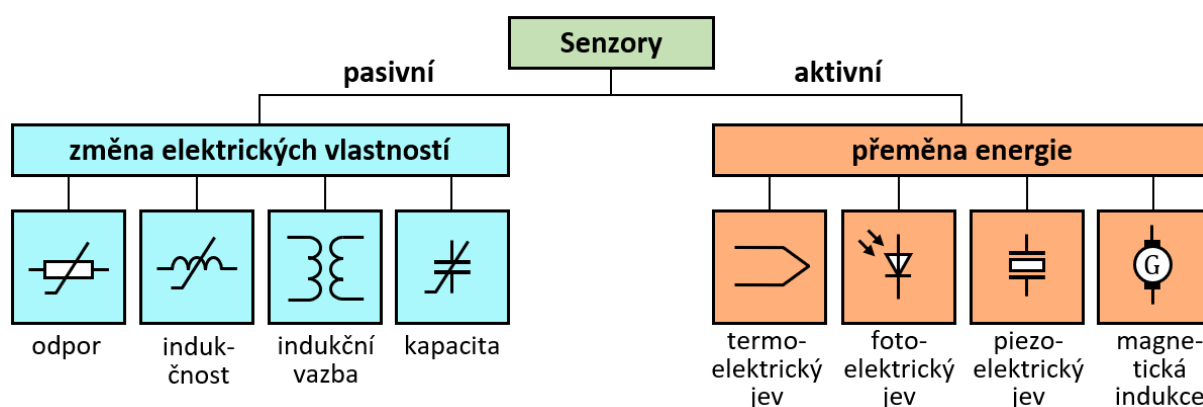 Senzory
pasivní
aktivní
změna elektrických vlastností
přeměna energie
G
odpor
induk-
čnost
indukční
vazba
kapacita
termo-
elektrický
jev
foto-
elektrický
jev
piezo-
elektrický
jev
magne-
tická
indukce